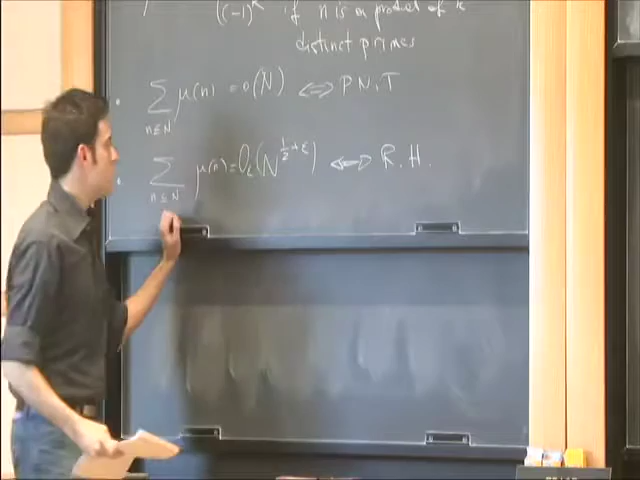 (-1)^k if n is a product of k
distinct primes
• ∑_{n≤N} μ(n) = o(N) ⟺ P.N.T
• ∑_{n≤N} μ(n) = O_ε(N^{1/2+ε}) ⟺ R.H.